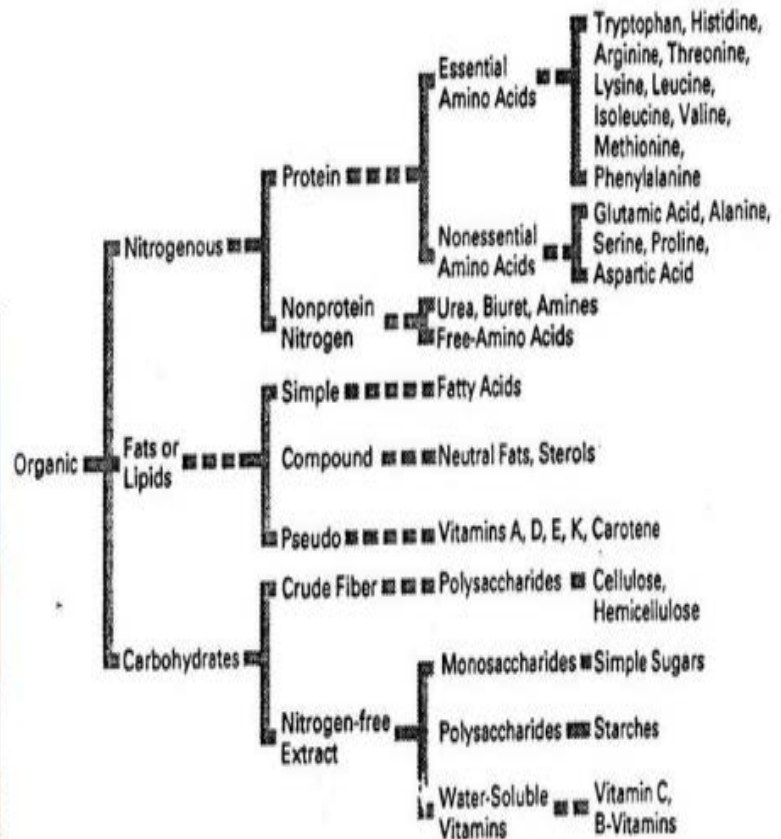 Organic
Nitrogenous
Protein
Essential
Amino Acids
Tryptophan, Histidine,
Arginine, Threonine,
Lysine, Leucine,
Isoleucine, Valine,
Methionine,
Phenylalanine
Nonessential
Amino Acids
Glutamic Acid, Alanine,
Serine, Proline,
Aspartic Acid
Nonprotein
Nitrogen
Urea, Biuret, Amines
Free-Amino Acids
Fats or
Lipids
Simple
Fatty Acids
Compound
Neutral Fats, Sterols
Pseudo
Vitamins A, D, E, K, Carotene
Carbohydrates
Crude Fiber
Polysaccharides
Cellulose,
Hemicellulose
Nitrogen-free
Extract
Monosaccharides
Simple Sugars
Polysaccharides
Starches
Water-Soluble
Vitamins
Vitamin C,
B-Vitamins